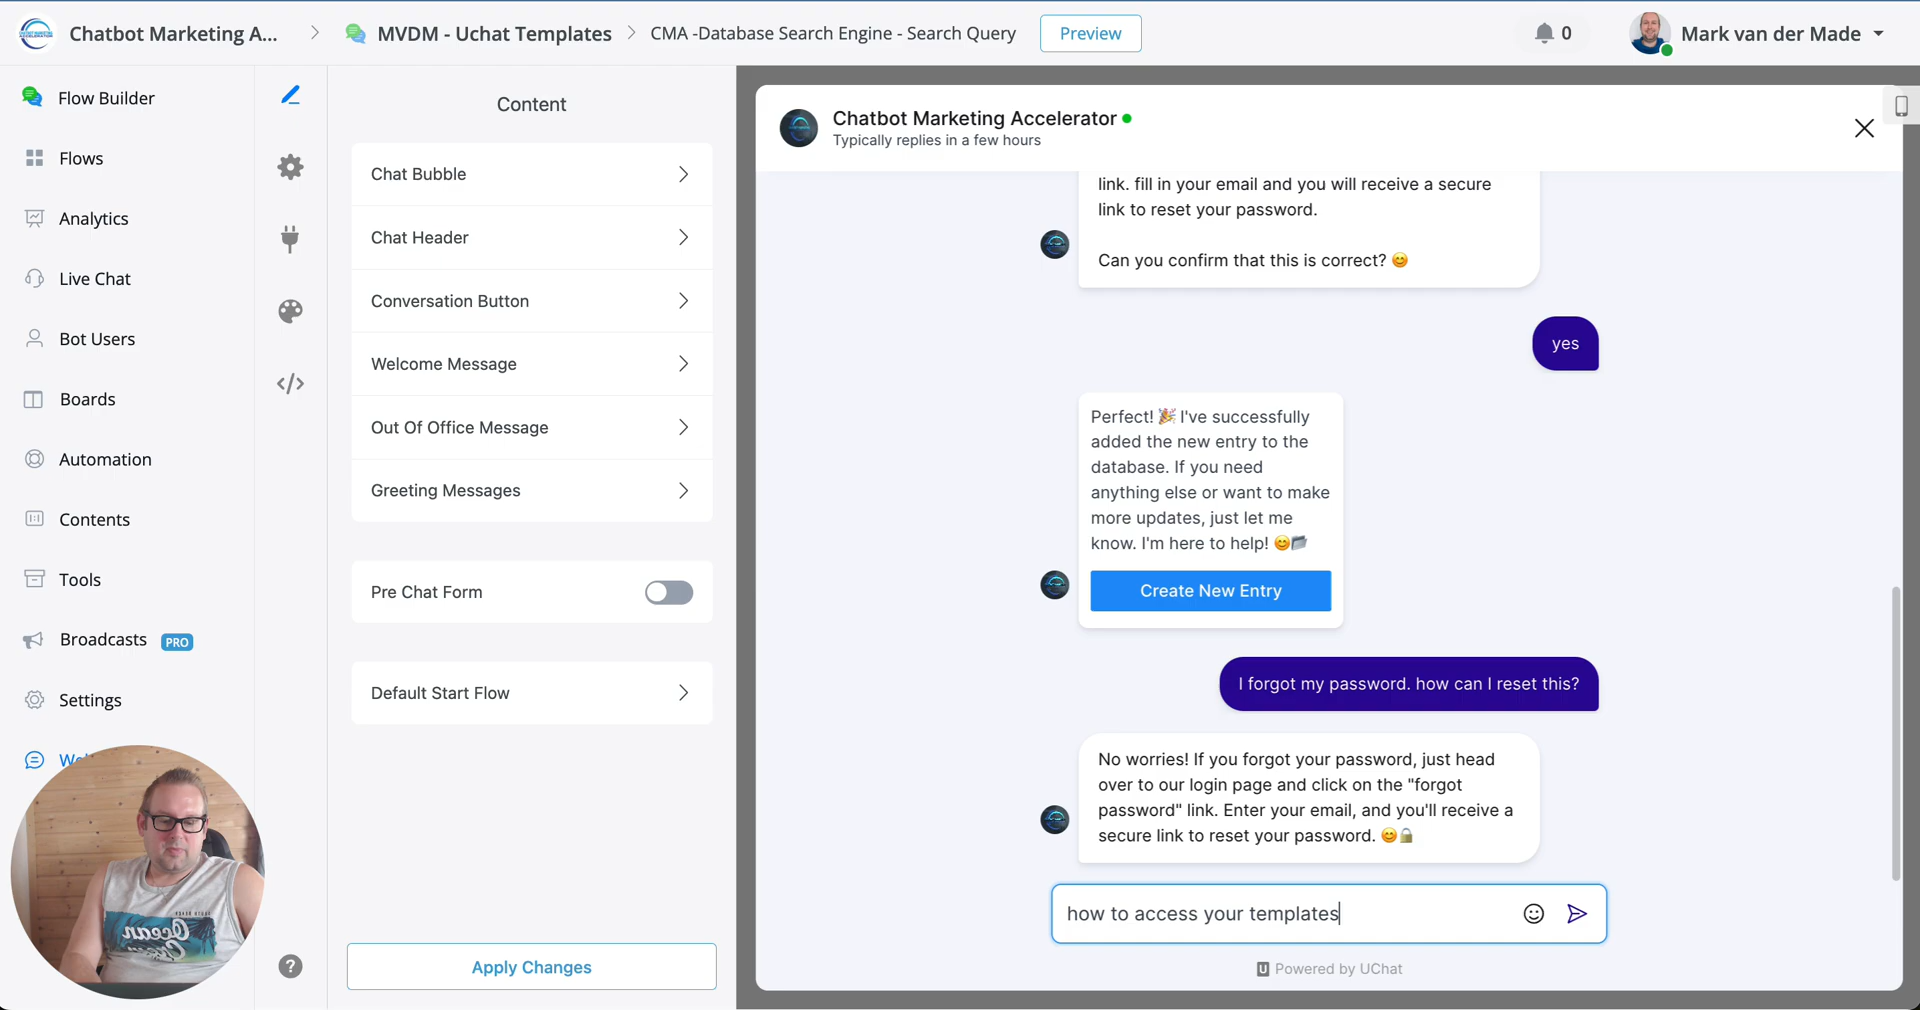 Chatbot Marketing A...
MVDM - Uchat Templates
CMA -Database Search Engine - Search Query
Preview
0
Mark van der Made
Flow Builder
Flows
Analytics
Live Chat
Bot Users
Boards
Automation
Contents
Tools
Broadcasts PRO
Settings
Content
Chat Bubble
Chat Header
Conversation Button
Welcome Message
Out Of Office Message
Greeting Messages
Pre Chat Form
Default Start Flow
Apply Changes
Chatbot Marketing Accelerator
Typically replies in a few hours
link. fill in your email and you will receive a secure
link to reset your password.
Can you confirm that this is correct? 😊
yes
Perfect! 🎉 I've successfully
added the new entry to the
database. If you need
anything else or want to make
more updates, just let me
know. I'm here to help! 😊📂
Create New Entry
I forgot my password. how can I reset this?
No worries! If you forgot your password, just head
over to our login page and click on the "forgot
password" link. Enter your email, and you'll receive a
secure link to reset your password. 😊🔒
how to access your templates
Powered by UChat